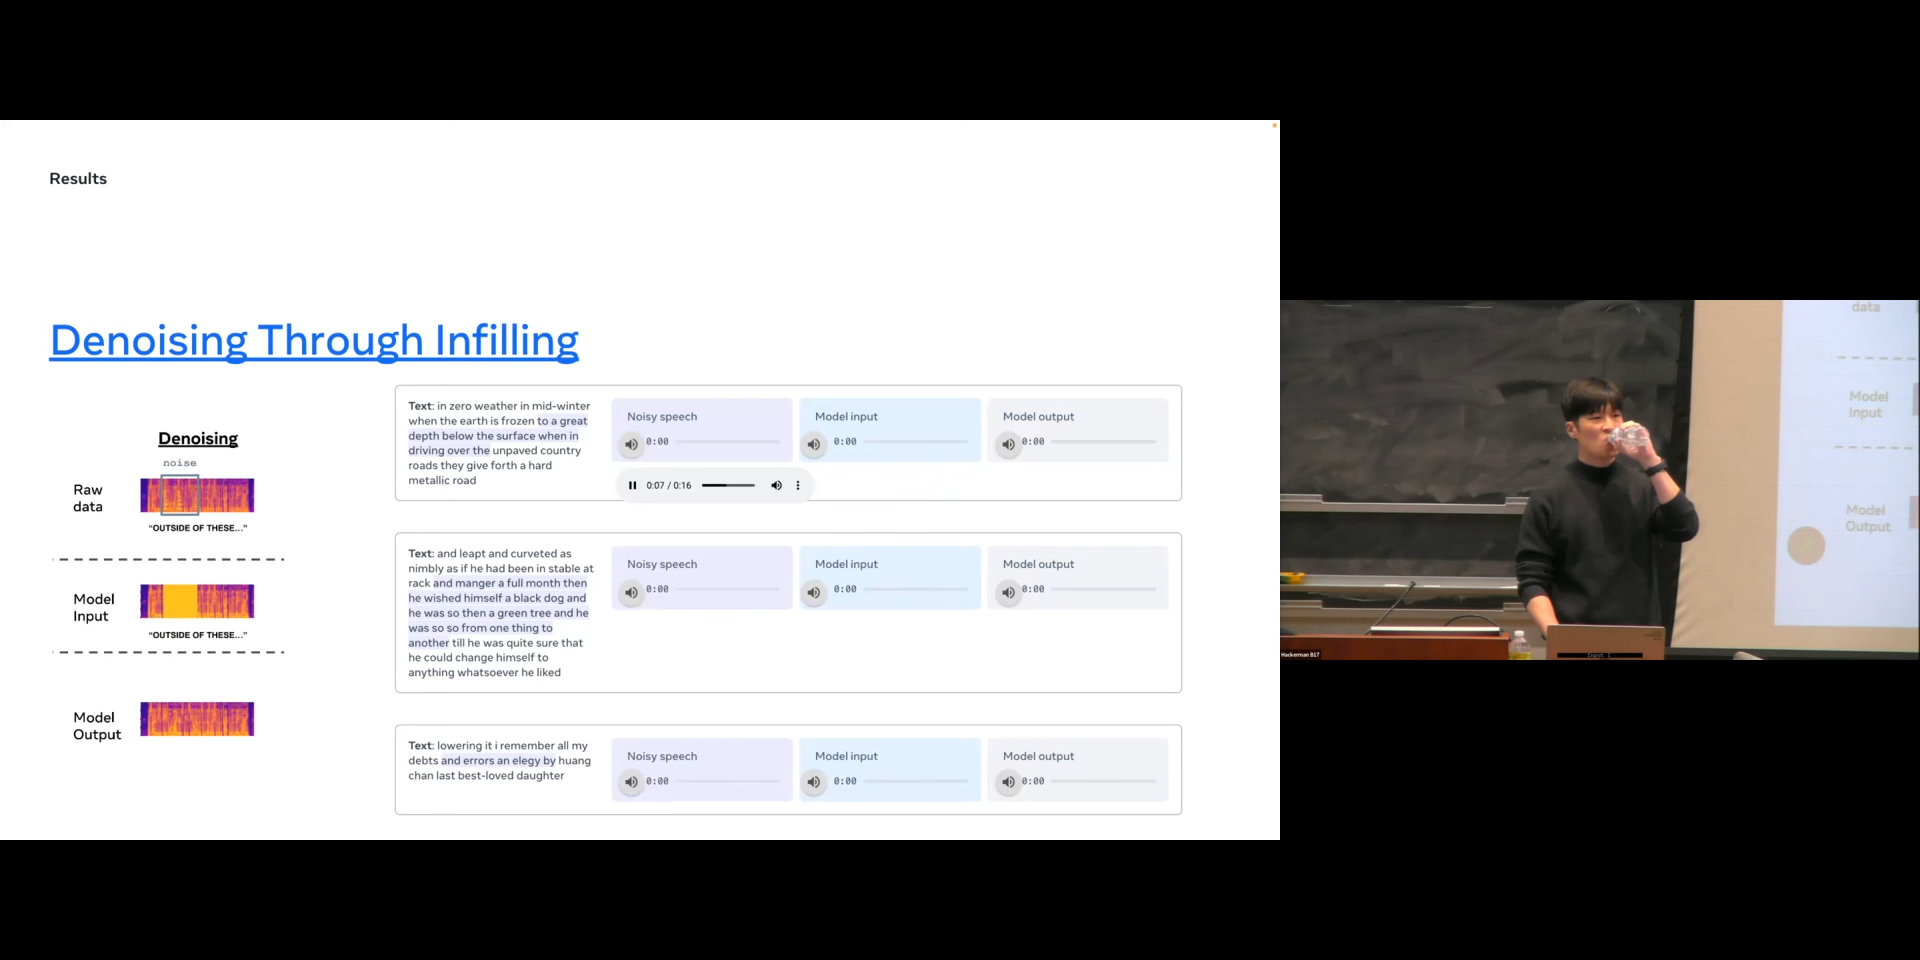 Results
Denoising Through Infilling
Denoising
noise
Raw
data
“OUTSIDE OF THESE...”
Model
Input
“OUTSIDE OF THESE...”
Model
Output
Text: in zero weather in mid-winter
when the earth is frozen to a great
depth below the surface when in
driving over the unpaved country
roads they give forth a hard
metallic road
Noisy speech
0:00
Model input
0:00
Model output
0:00
0:07 / 0:16
Text: and leapt and curveted as
nimbly as if he had been in stable at
rack and manger a full month then
he wished himself a black dog and
he was so then a green tree and he
was so so from one thing to
another till he was quite sure that
he could change himself to
anything whatsoever he liked
Noisy speech
0:00
Model input
0:00
Model output
0:00
Text: lowering it i remember all my
debts and errors an elegy by huang
chan last best-loved daughter
Noisy speech
0:00
Model input
0:00
Model output
0:00
data
Model
Input
Model
Output
Hackerman B17
Input 1